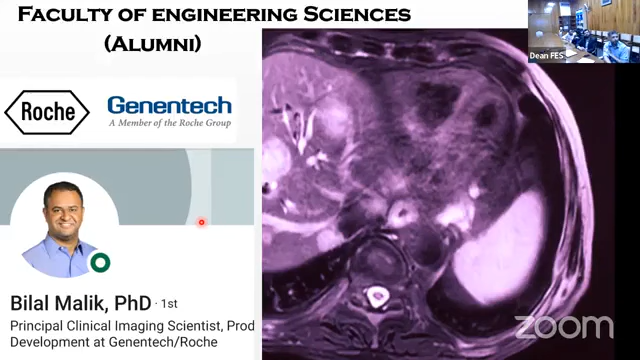 FACULTY OF ENGINEERING SCIENCES
(ALUMNI)
Dean FES
Roche
Genentech
A Member of the Roche Group
Bilal Malik, PhD · 1st
Principal Clinical Imaging Scientist, Prod
Development at Genentech/Roche
zoom